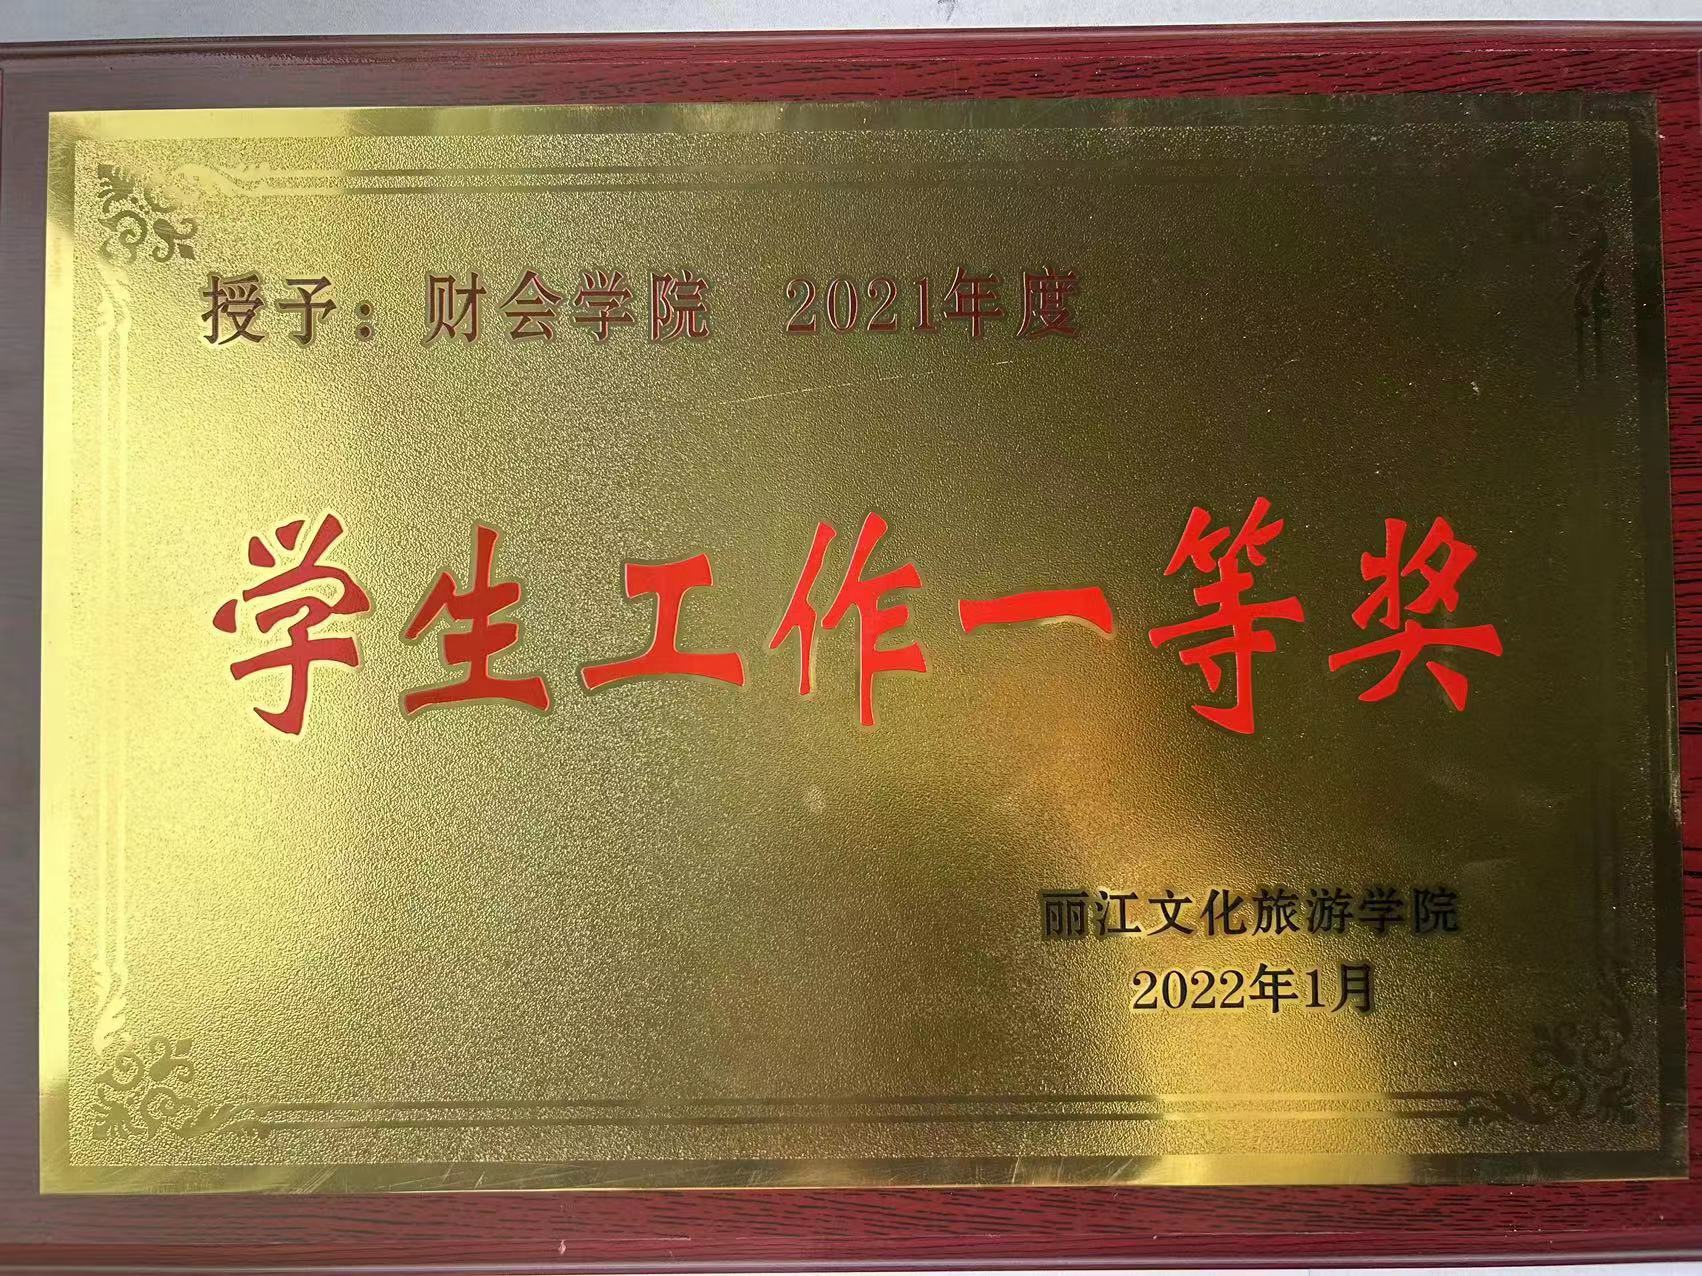 授予：财会学院　2021年度
学生工作一等奖
丽江文化旅游学院
2022年1月